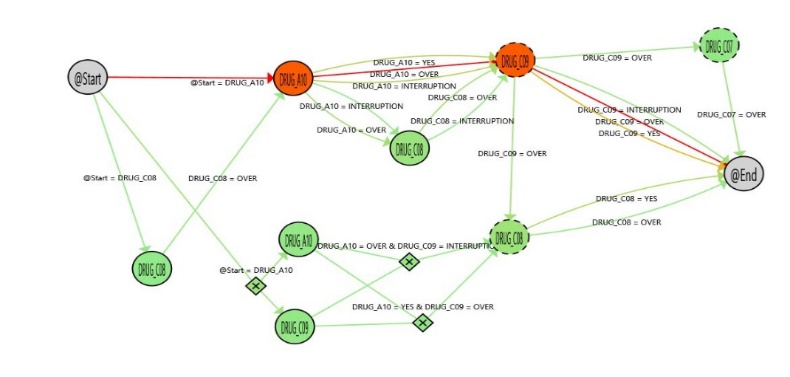 DRUG_C07
DRUG_C09
@Start
DRUG_A10
DRUG_A10 = YES
DRUG_C09 = OVER
@Start = DRUG_A10
DRUG_A10 = OVER
DRUG_A10 = INTERRUPTION
DRUG_C08 = OVER
DRUG_A10 = INTERRUPTION
DRUG_C09 = INTERRUPTION
DRUG_C07 = OVER
DRUG_C08 = INTERRUPTION
DRUG_C09 = OVER
DRUG_A10 = OVER
DRUG_C09 = YES
DRUG_C08
DRUG_C09 = OVER
@Start = DRUG_C08
DRUG_C08 = OVER
@End
DRUG_C08 = YES
DRUG_C08 = OVER
DRUG_A10
DRUG_C08
DRUG_A10 = OVER & DRUG_C09 = INTERRUPTIO
DRUG_C08
@Start = DRUG_A10
DRUG_A10 = YES & DRUG_C09 = OVER
DRUG_C09